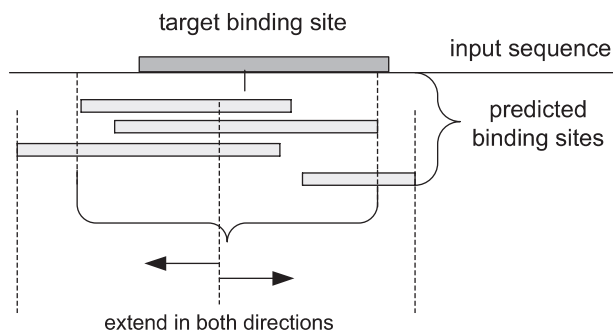 target binding site
input sequence
predicted
binding sites
extend in both directions